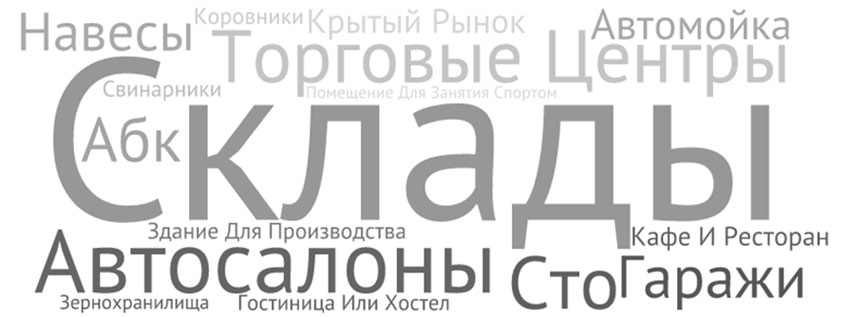 Коровники
Навесы
Крытый Рынок
Автомойка
Торговые Центры
Свинарники
Помещение Для Занятия Спортом
Склады
Абк
Здание Для Производства
Кафе И Ресторан
Автосалоны
Сто
Гаражи
Зернохранилища
Гостиница Или Хостел